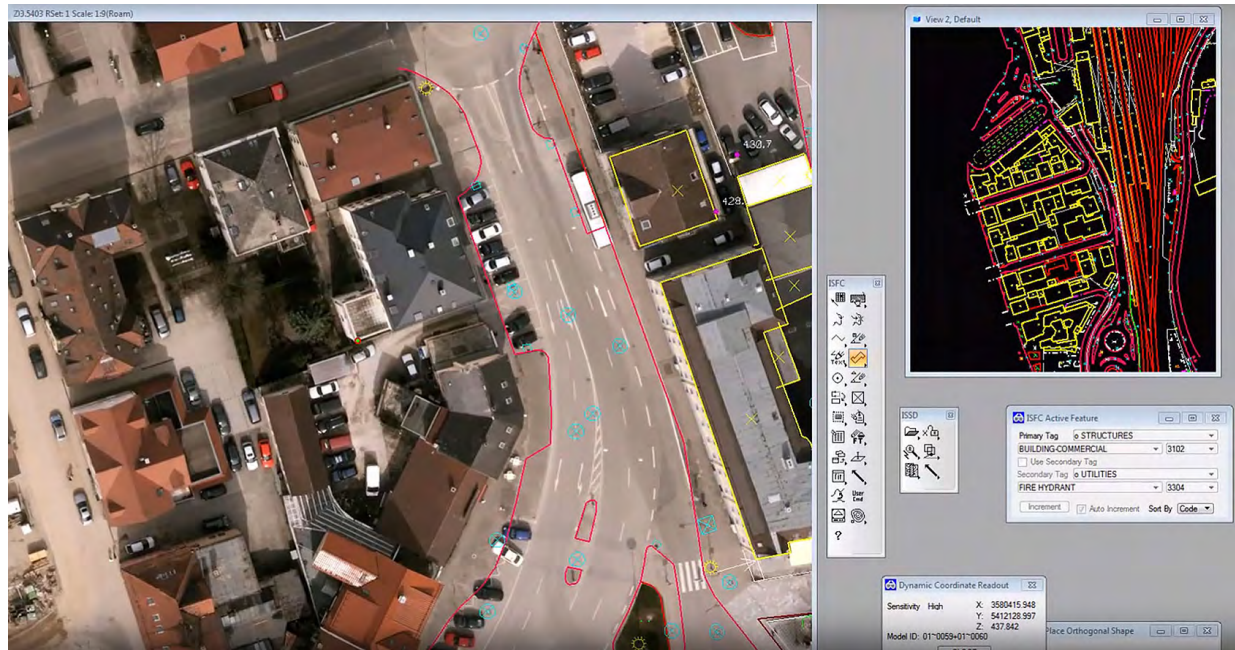 ZI3.5403 RSet: 1 Scale: 1:9(Roam)
430.7
428.
View 2, Default
ISFC
User
Cmd
?
ISSD
ISFC Active Feature
Primary Tag o STRUCTURES
BUILDING-COMMERCIAL 3102
Use Secondary Tag
Secondary Tag o UTILITIES
FIRE HYDRANT 3304
Increment Auto Increment Sort By Code
Dynamic Coordinate Readout
Sensitivity High X: 3580415.948
Y: 5412128.997
Z: 437.842
Model ID: 01~0059+01~0060
Place Orthogonal Shape